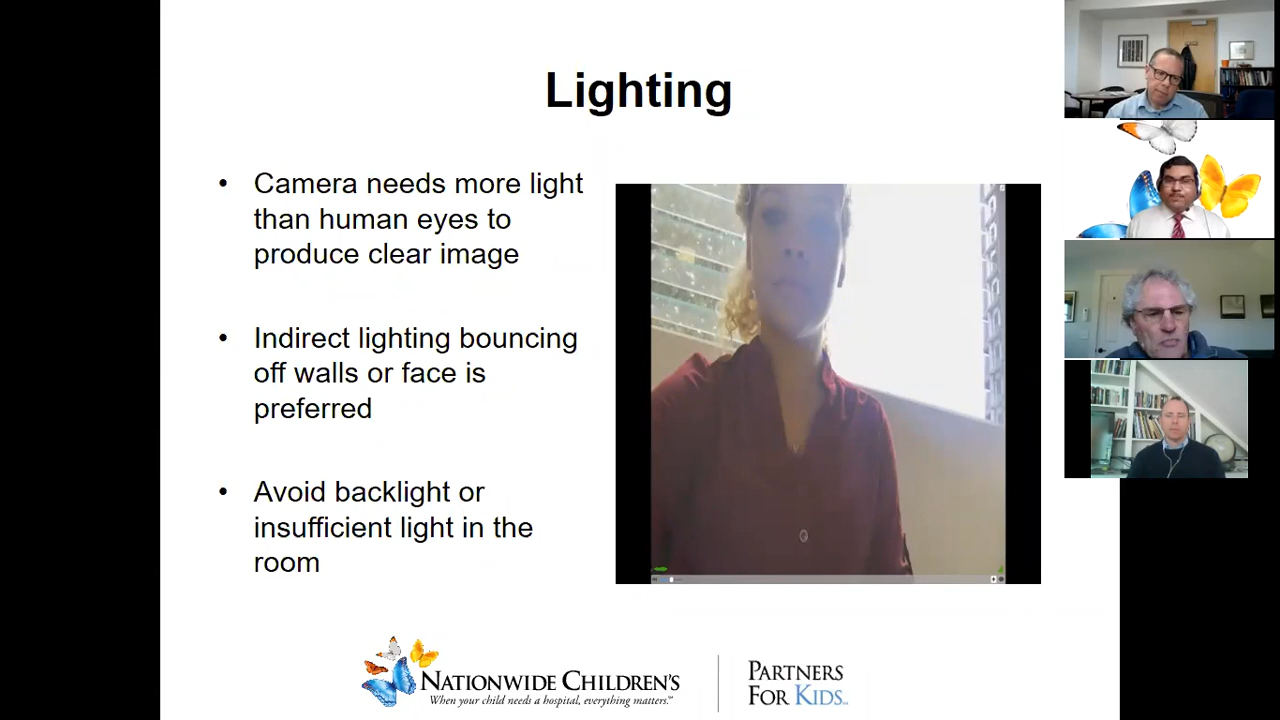 Lighting
• Camera needs more light
than human eyes to
produce clear image
• Indirect lighting bouncing
off walls or face is
preferred
• Avoid backlight or
insufficient light in the
room
NATIONWIDE CHILDREN'S
When your child needs a hospital, everything matters.℠
PARTNERS
FOR KIDS℠